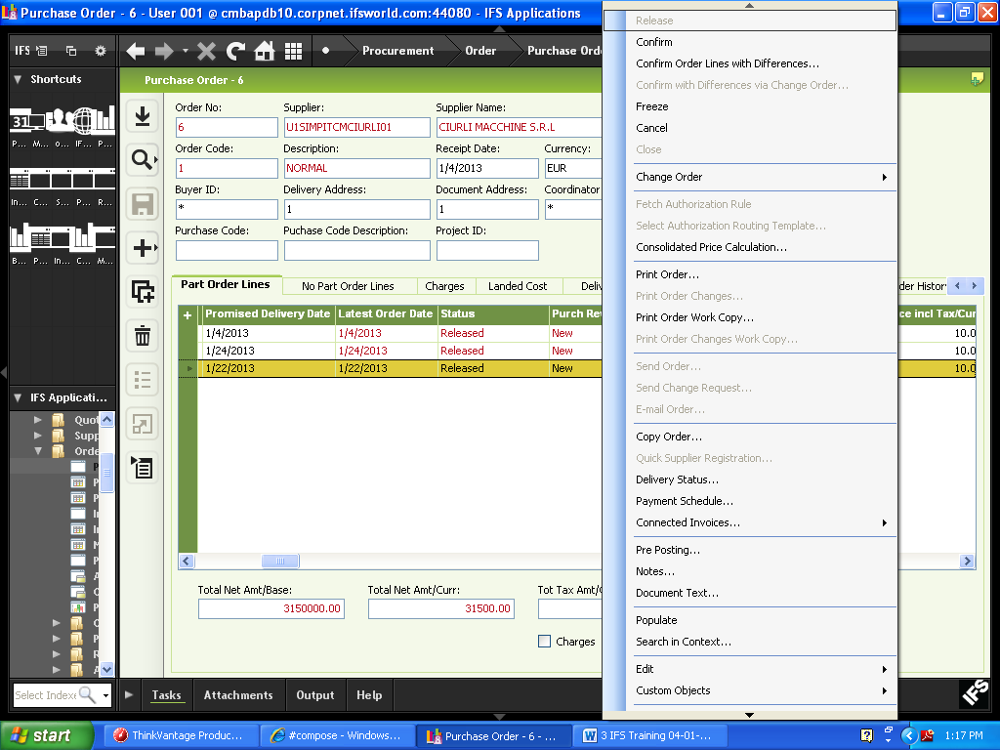 Purchase Order - 6 - User 001 @ cmbapdb10.corpnet.ifsworld.com:44080 - IFS Applications
IFS
Procurement
Order
Purchase Ord
Shortcuts
Purchase Order - 6
31
P... M... o... IF... P...
In... C... S... P... R...
B... P... In... C... M...
Order No:
Supplier:
Supplier Name:
6
U1SIMPITCMCIURLI01
CIURLI MACCHINE S.R.L
Order Code:
Description:
Receipt Date:
Currency:
1
NORMAL
1/4/2013
EUR
Buyer ID:
Delivery Address:
Document Address:
Coordinator
*
1
1
*
Purchase Code:
Puchase Code Description:
Project ID:
Part Order Lines
No Part Order Lines
Charges
Landed Cost
Deliv
der Histor
Promised Delivery Date
Latest Order Date
Status
Purch Rev
ce incl Tax/Cur
1/4/2013
1/4/2013
Released
New
10.0
1/24/2013
1/24/2013
Released
New
10.0
1/22/2013
1/22/2013
Released
New
10.0
IFS Applicati...
Quot
Supp
Orde
P
P
P
I
I
M
P
A
C
P
C
P
R
A
Total Net Amt/Base:
Total Net Amt/Curr:
Tot Tax Amt/C
3150000.00
31500.00
Charges
Release
Confirm
Confirm Order Lines with Differences...
Confirm with Differences via Change Order...
Freeze
Cancel
Close
Change Order
Fetch Authorization Rule
Select Authorization Routing Template...
Consolidated Price Calculation...
Print Order...
Print Order Changes...
Print Order Work Copy...
Print Order Changes Work Copy...
Send Order...
Send Change Request...
E-mail Order...
Copy Order...
Quick Supplier Registration...
Delivery Status...
Payment Schedule...
Connected Invoices...
Pre Posting...
Notes...
Document Text...
Populate
Search in Context...
Edit
Custom Objects
Select Index
Tasks
Attachments
Output
Help
IFS
start
ThinkVantage Produc...
#compose - Windows...
Purchase Order - 6 - ...
3 IFS Training 04-01-...
1:17 PM